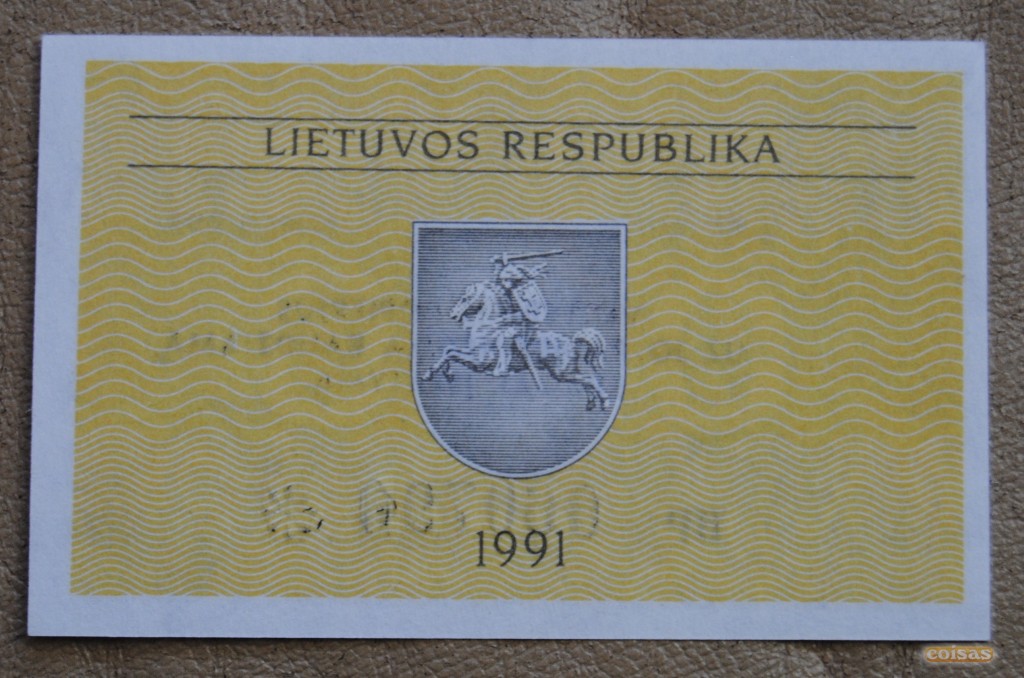 LIETUVOS RESPUBLIKA
1991
coisas